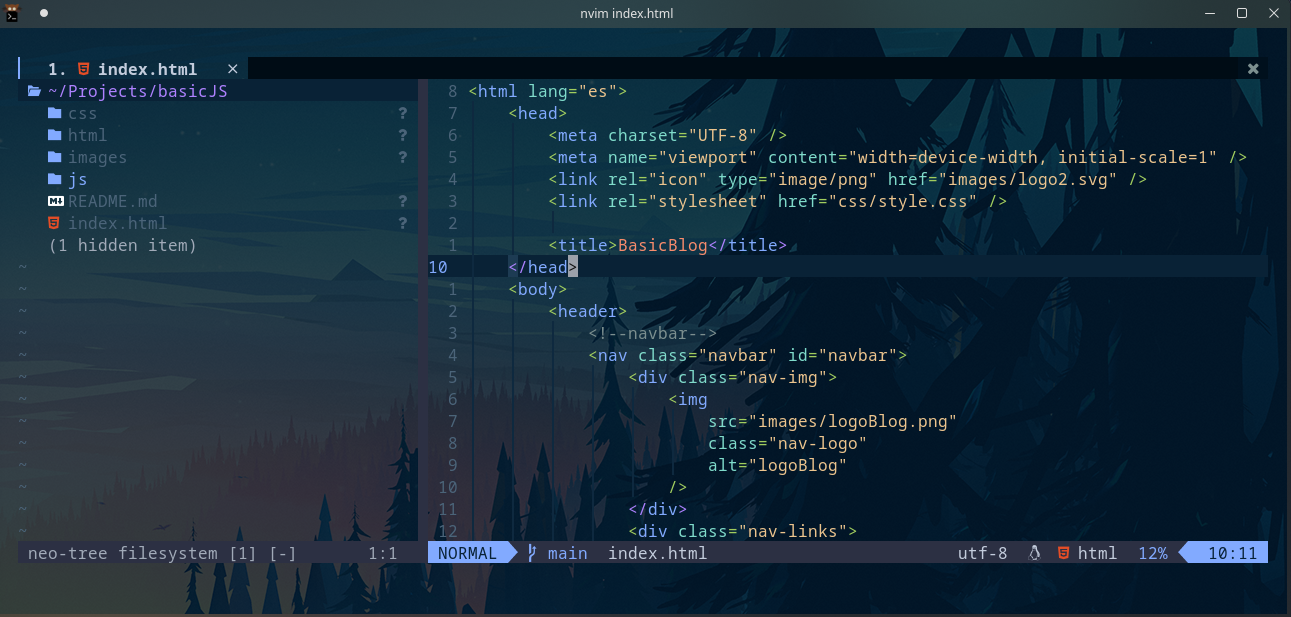 nvim index.html
1. index.html ×
~/Projects/basicJS
css ?
html ?
images ?
js
README.md ?
index.html ?
(1 hidden item)
~
~
~
~
~
~
~
~
~
~
~
~
~
neo-tree filesystem [1] [-] 1:1
8 <html lang="es">
7 <head>
6 <meta charset="UTF-8" />
5 <meta name="viewport" content="width=device-width, initial-scale=1" />
4 <link rel="icon" type="image/png" href="images/logo2.svg" />
3 <link rel="stylesheet" href="css/style.css" />
2
1 <title>BasicBlog</title>
10 </head>
1 <body>
2 <header>
3 <!--navbar-->
4 <nav class="navbar" id="navbar">
5 <div class="nav-img">
6 <img
7 src="images/logoBlog.png"
8 class="nav-logo"
9 alt="logoBlog"
10 />
11 </div>
12 <div class="nav-links">
NORMAL main index.html utf-8 html 12% 10:11